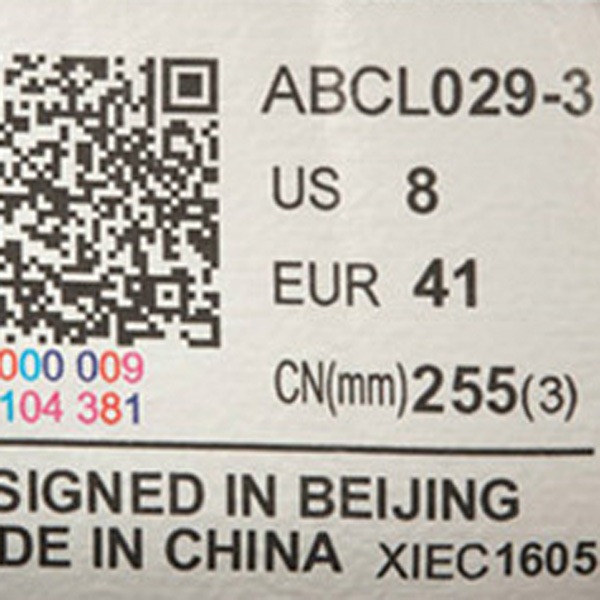 ABCL029-3
US 8
EUR 41
CN(mm)255(3)
000 009
104 381
SIGNED IN BEIJING
DE IN CHINA XIEC1605